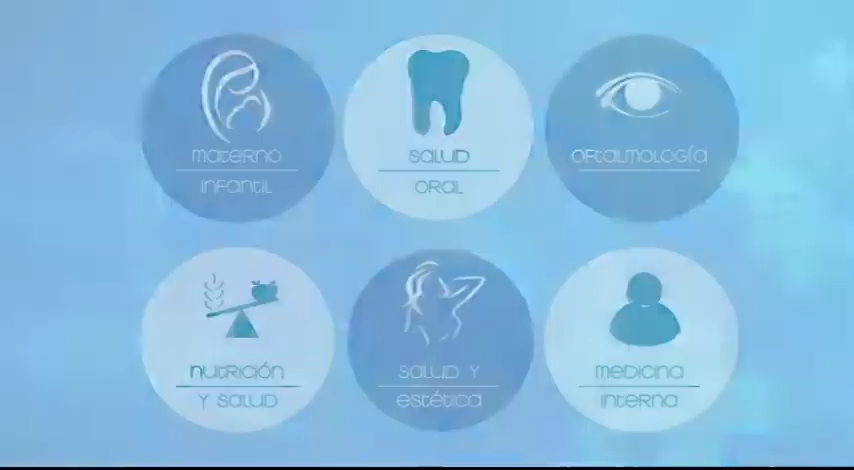 materno
infantil
salud
oral
oftalmología
nutrición
y salud
salud y
estética
medicina
interna